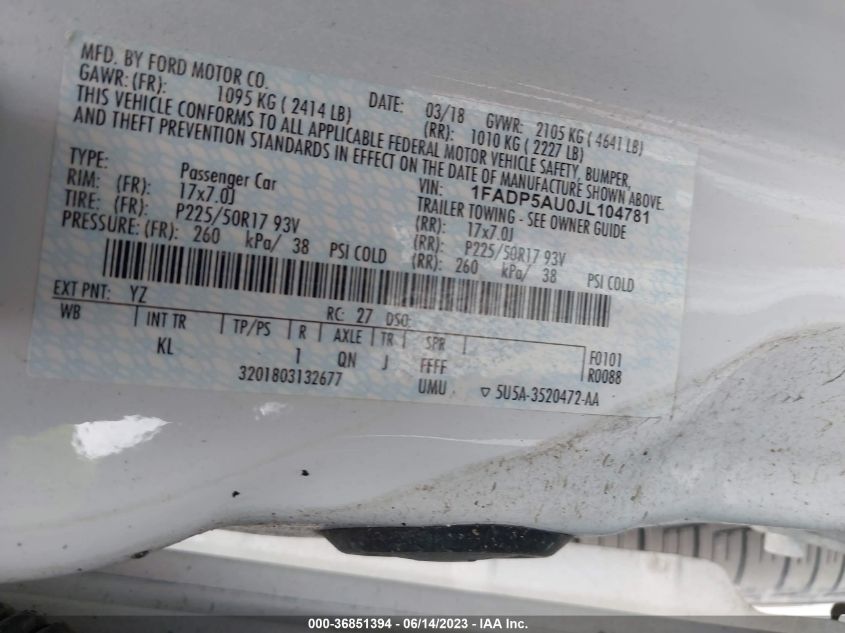 MFD. BY FORD MOTOR CO.
DATE: 03/18 GVWR: 2105 KG ( 4641 LB)
GAWR: (FR): 1095 KG ( 2414 LB) (RR): 1010 KG ( 2227 LB)
THIS VEHICLE CONFORMS TO ALL APPLICABLE FEDERAL MOTOR VEHICLE SAFETY, BUMPER,
AND THEFT PREVENTION STANDARDS IN EFFECT ON THE DATE OF MANUFACTURE SHOWN ABOVE.
VIN: 1FADP5AU0JL104781
TYPE: Passenger Car TRAILER TOWING - SEE OWNER GUIDE
RIM: (FR): 17x7.0J (RR): 17x7.0J
TIRE: (FR): P225/50R17 93V (RR): P225/50R17 93V
PRESSURE: (FR): 260 kPa/ 38 PSI COLD (RR): 260 kPa/ 38 PSI COLD
EXT PNT: YZ RC: 27 DSO:
WB INT TR TP/PS R AXLE TR SPR
KL 1 QN J FFFF F0101
UMU R0088
3201803132677 ▽ 5U5A-3520472-AA
000-36851394 - 06/14/2023 - IAA Inc.